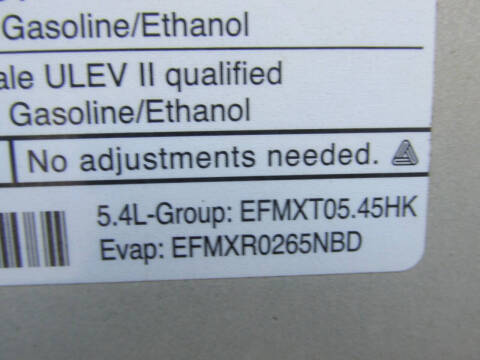 Gasoline/Ethanol
ale ULEV II qualified
Gasoline/Ethanol
No adjustments needed.
5.4L-Group: EFMXT05.45HK
Evap: EFMXR0265NBD